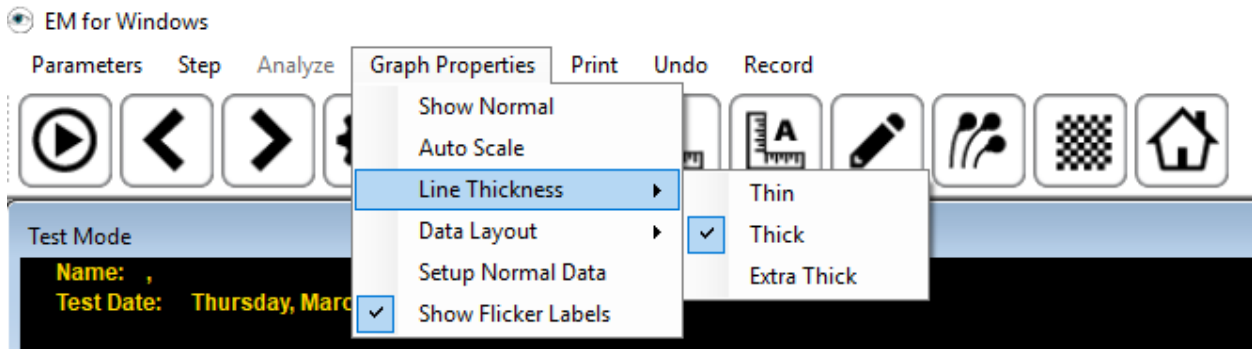 EM for Windows
Parameters Step Analyze Graph Properties Print Undo Record
Show Normal
Auto Scale
A
Line Thickness
Thin
Data Layout
Thick
Setup Normal Data
Extra Thick
Show Flicker Labels
Test Mode
Name: ,
Test Date: Thursday,